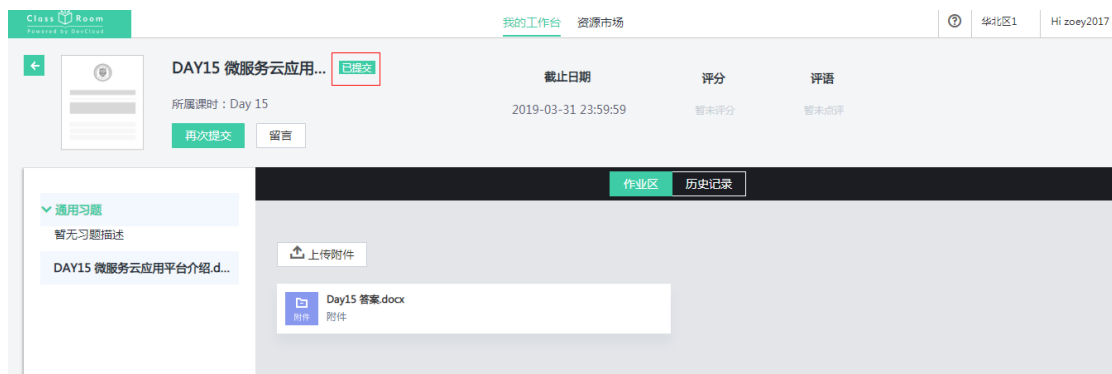 Class Room
Powered by DevCloud
我的工作台 资源市场
华北区1
Hi zoey2017
DAY15 微服务云应用... 已提交
所属课时：Day 15
再次提交 留言
截止日期 评分 评语
2019-03-31 23:59:59 暂未评分 暂未点评
作业区 历史记录
通用习题
暂无习题描述
DAY15 微服务云应用平台介绍.d...
上传附件
Day15 答案.docx
附件 附件